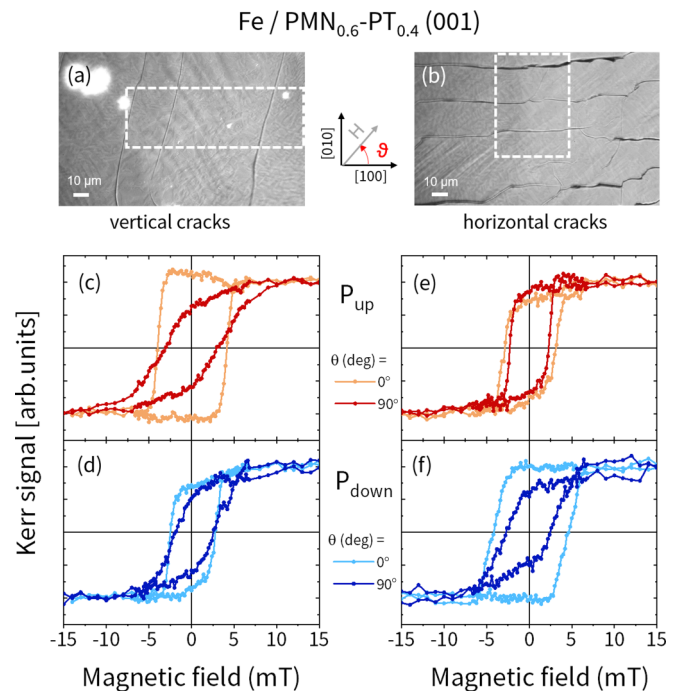 Fe / PMN0.6-PT0.4 (001)
(a)
10 µm
vertical cracks
[010]
H
ϑ
[100]
(b)
10 µm
horizontal cracks
Kerr signal [arb.units]
(c)
Pup
θ (deg) =
0°
90°
(e)
(d)
Pdown
θ (deg) =
0°
90°
(f)
-15 -10 -5 0 5 10 15
-15 -10 -5 0 5 10 15
Magnetic field (mT)
Magnetic field (mT)